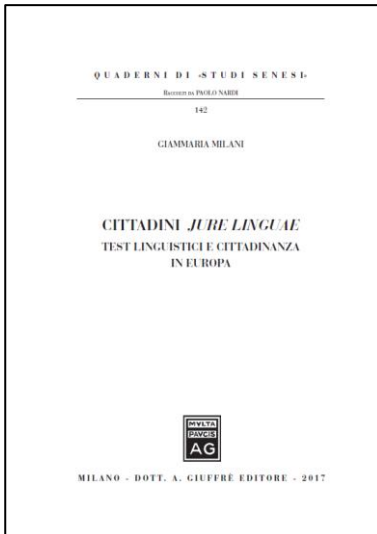 QUADERNI DI «STUDI SENESI»
RACCOLTI DA PAOLO NARDI
142
GIAMMARIA MILANI
CITTADINI JURE LINGUAE
TEST LINGUISTICI E CITTADINANZA
IN EUROPA
MVLTA
PAVCIS
AG
MILANO - DOTT. A. GIUFFRÈ EDITORE - 2017